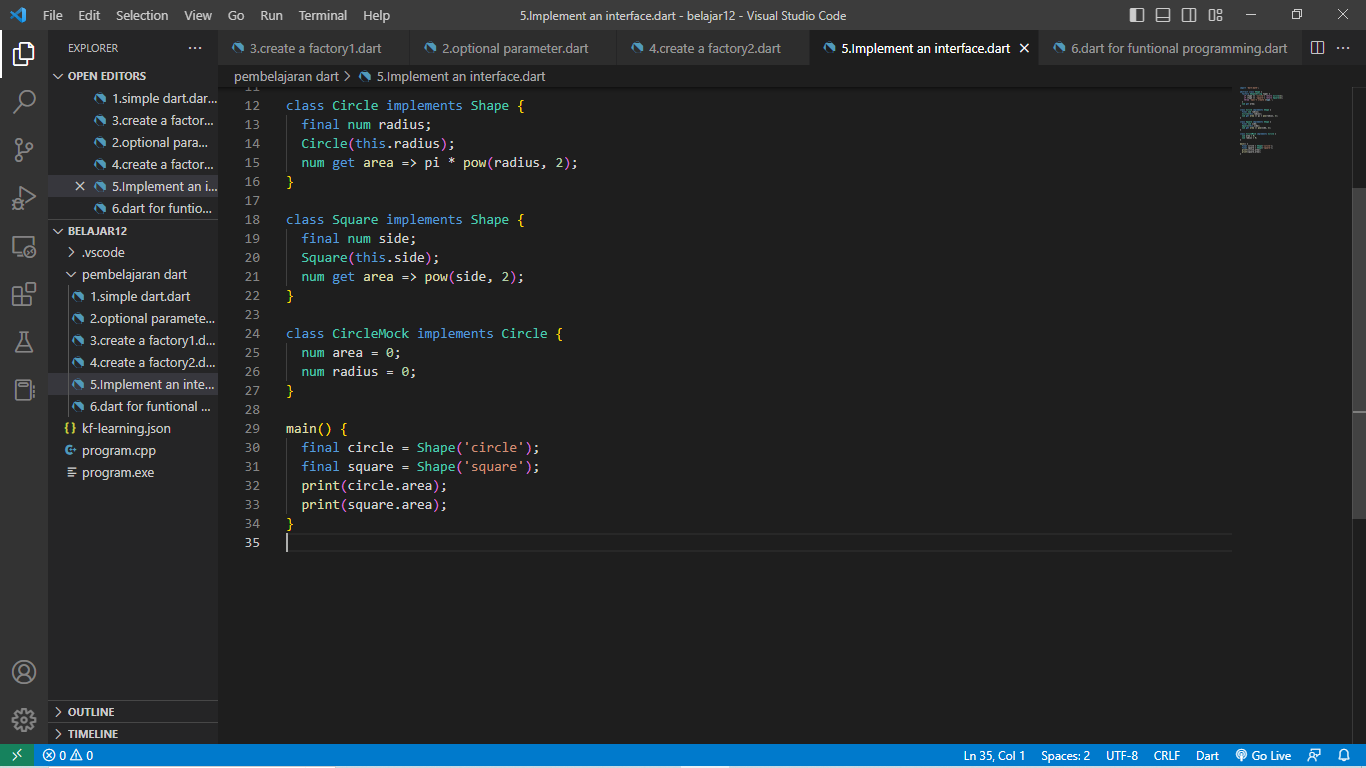 File Edit Selection View Go Run Terminal Help 5.Implement an interface.dart - belajar12 - Visual Studio Code
EXPLORER ···
3.create a factory1.dart 2.optional parameter.dart 4.create a factory2.dart 5.Implement an interface.dart 6.dart for funtional programming.dart ···
OPEN EDITORS
1.simple dart.dar...
3.create a factor...
2.optional para...
4.create a factor...
5.Implement an i...
6.dart for funtio...
BELAJAR12
.vscode
pembelajaran dart
1.simple dart.dart
2.optional paramete...
3.create a factory1.d...
4.create a factory2.d...
5.Implement an inte...
6.dart for funtional ...
kf-learning.json
program.cpp
program.exe
OUTLINE
TIMELINE
pembelajaran dart > 5.Implement an interface.dart
11
12 class Circle implements Shape {
13 final num radius;
14 Circle(this.radius);
15 num get area => pi * pow(radius, 2);
16 }
17
18 class Square implements Shape {
19 final num side;
20 Square(this.side);
21 num get area => pow(side, 2);
22 }
23
24 class CircleMock implements Circle {
25 num area = 0;
26 num radius = 0;
27 }
28
29 main() {
30 final circle = Shape('circle');
31 final square = Shape('square');
32 print(circle.area);
33 print(square.area);
34 }
35
0 0 Ln 35, Col 1 Spaces: 2 UTF-8 CRLF Dart Go Live